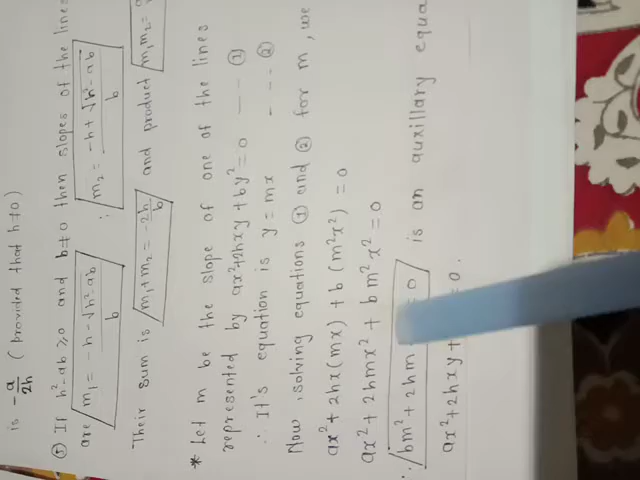 is -a/2h (provided that h≠0)
⑤ If h²-ab ≥0 and b≠0 then slopes of the lines
are m₁ = -h-√h²-ab/b ; m₂ = -h+√h²-ab/b
Their sum is m₁+m₂ = -2h/b and product m₁m₂ =
* Let m be the slope of one of the lines
represented by ax²+2hxy+by²=0 --- ①
∴ It's equation is y=mx ---- ②
Now, solving equations ① and ② for m, we
ax²+2hx(mx)+b(m²x²)=0
ax²+2hmx²+bm²x²=0
∴ bm²+2hm =0 is an auxillary equa
ax²+2hxy+ =0.